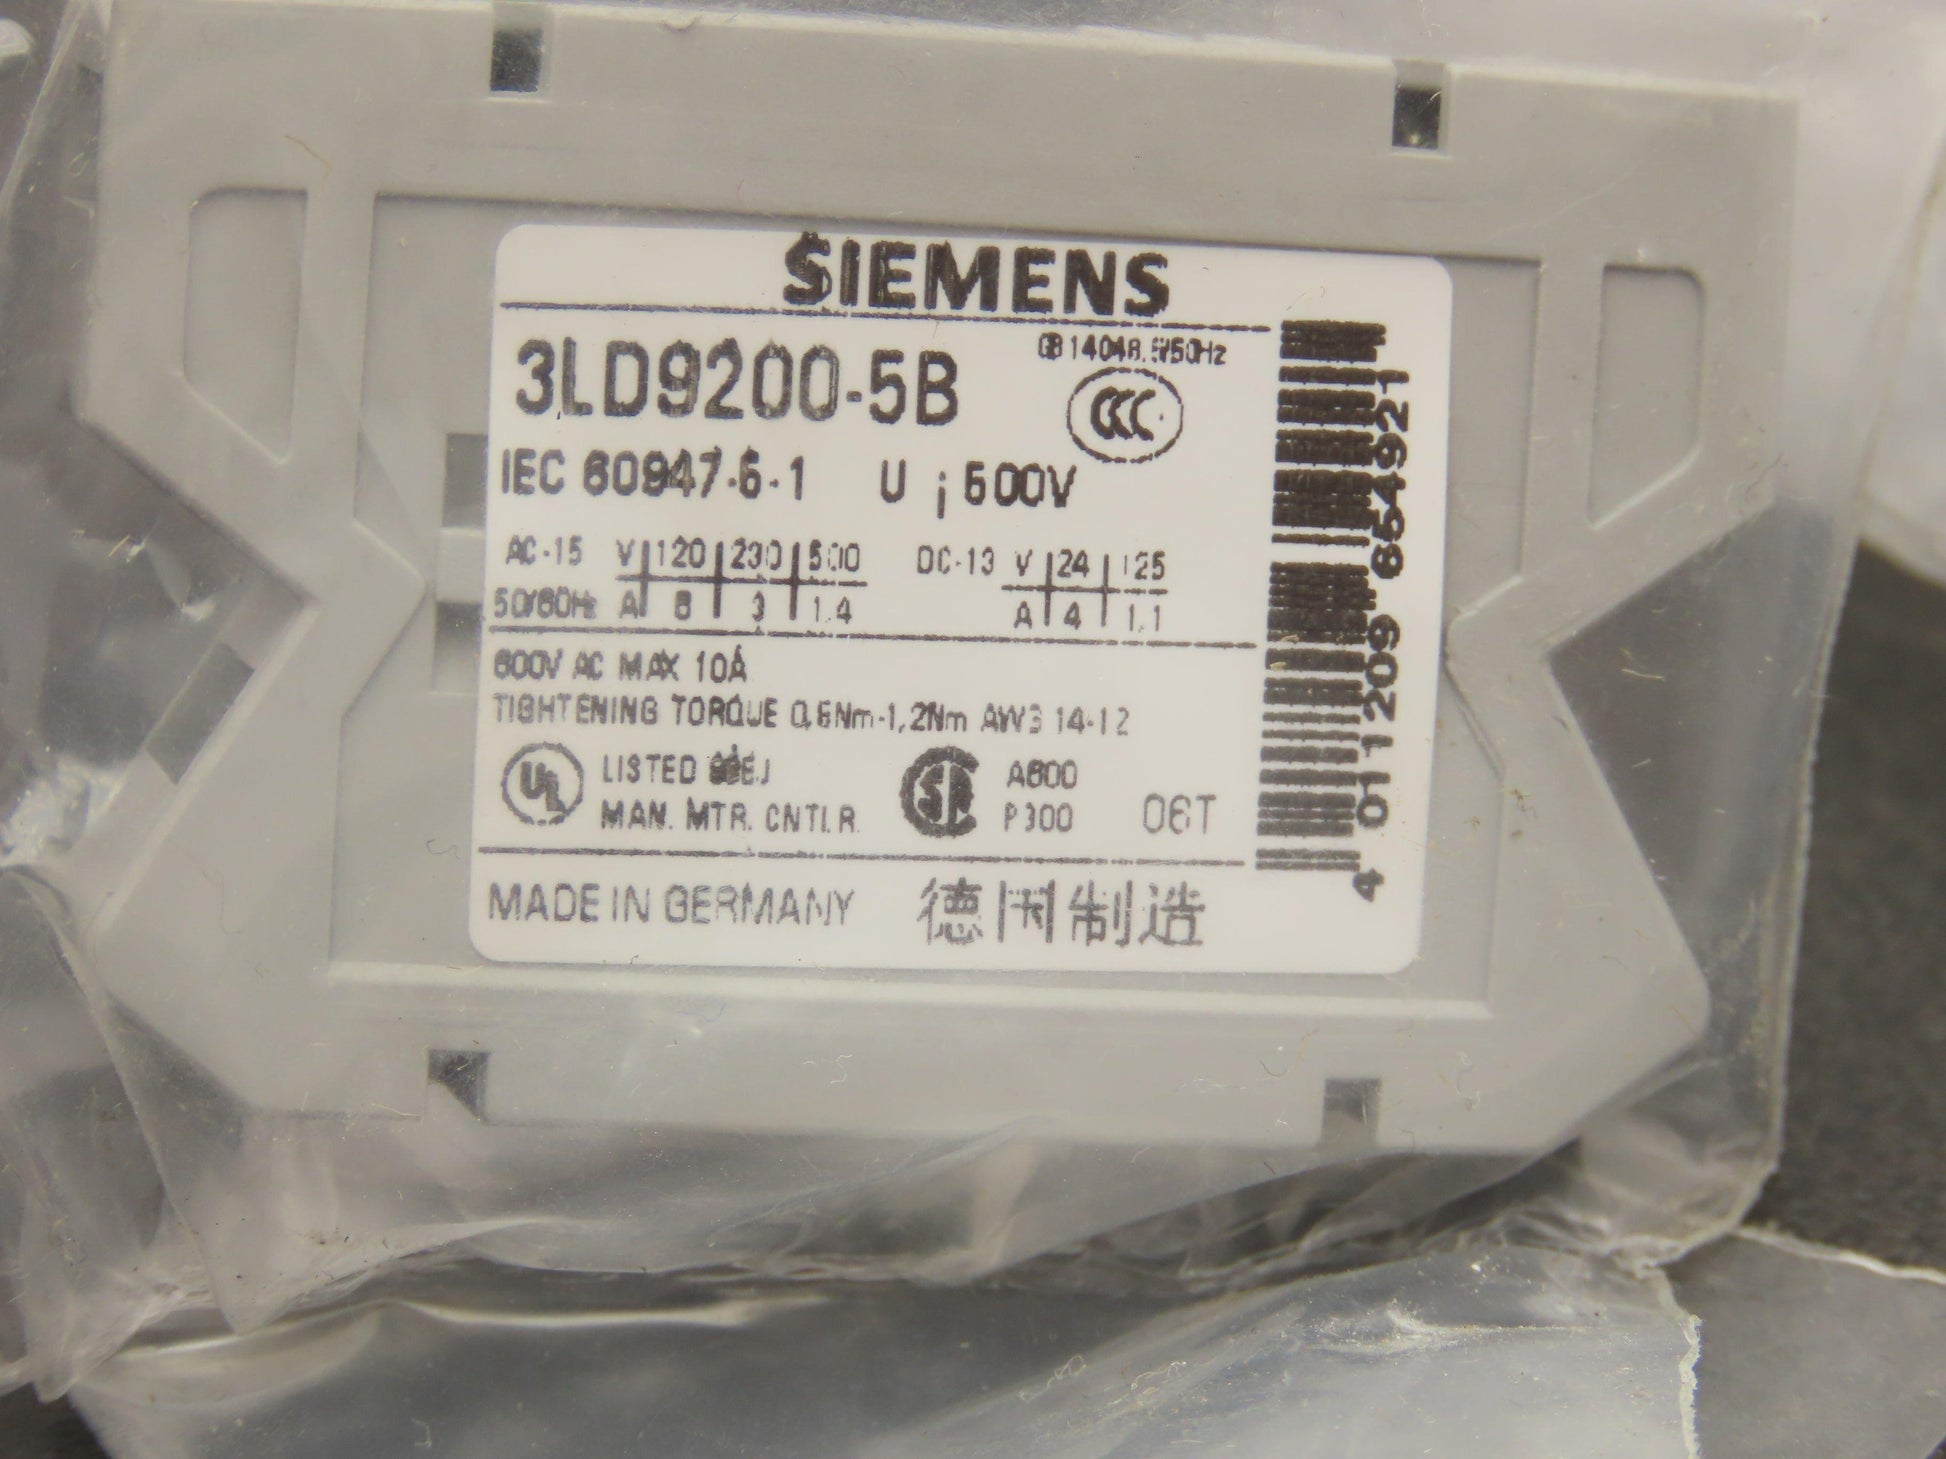 SIEMENS
3LD9200-5B
GB14048.5/50Hz
CCC
IEC 60947-5-1 Ui 500V
AC-15 V 120 230 500 DC-13 V 24 125
50/60Hz A 6 3 1,4 A 4 1,1
600V AC MAX 10A
TIGHTENING TORQUE 0,8Nm-1,2Nm AWG 14-12
UL LISTED
MAN. MTR. CNTLR.
A600
P300 06T
MADE IN GERMANY 德国制造
4 011209 654921